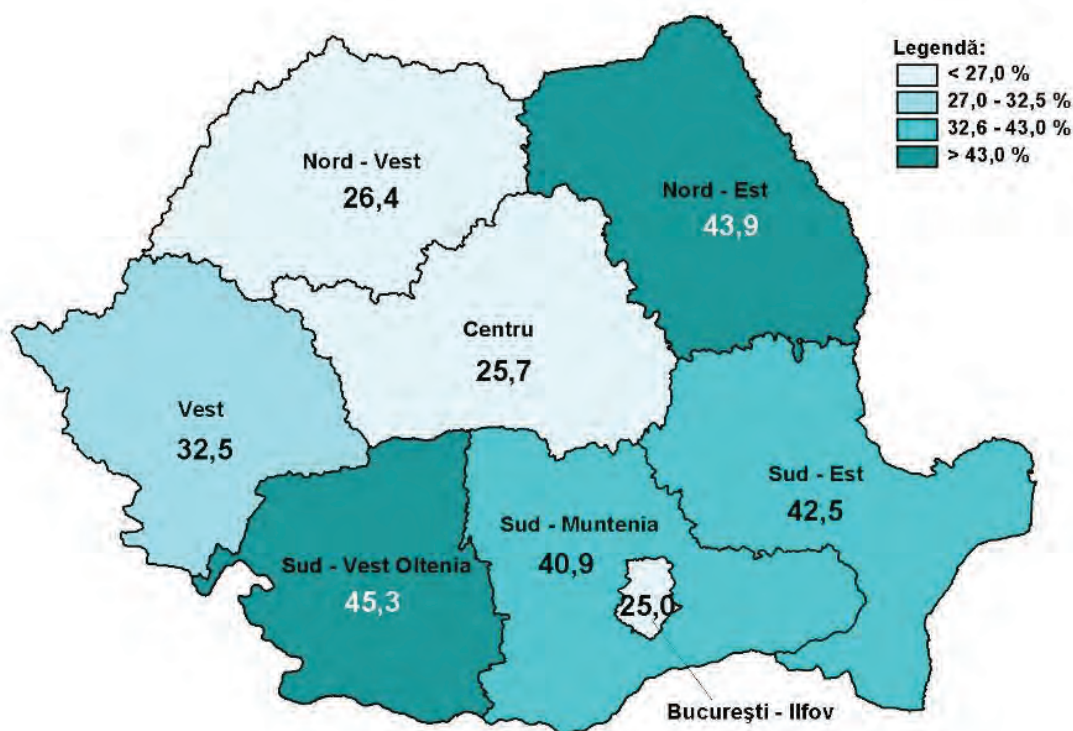 Legendă:
< 27,0 %
27,0 - 32,5 %
32,6 - 43,0 %
> 43,0 %
Nord - Vest
26,4
Nord - Est
43,9
Centru
25,7
Vest
32,5
Sud - Est
42,5
Sud - Muntenia
40,9
Sud - Vest Oltenia
45,3
25,0
Bucureşti - Ilfov